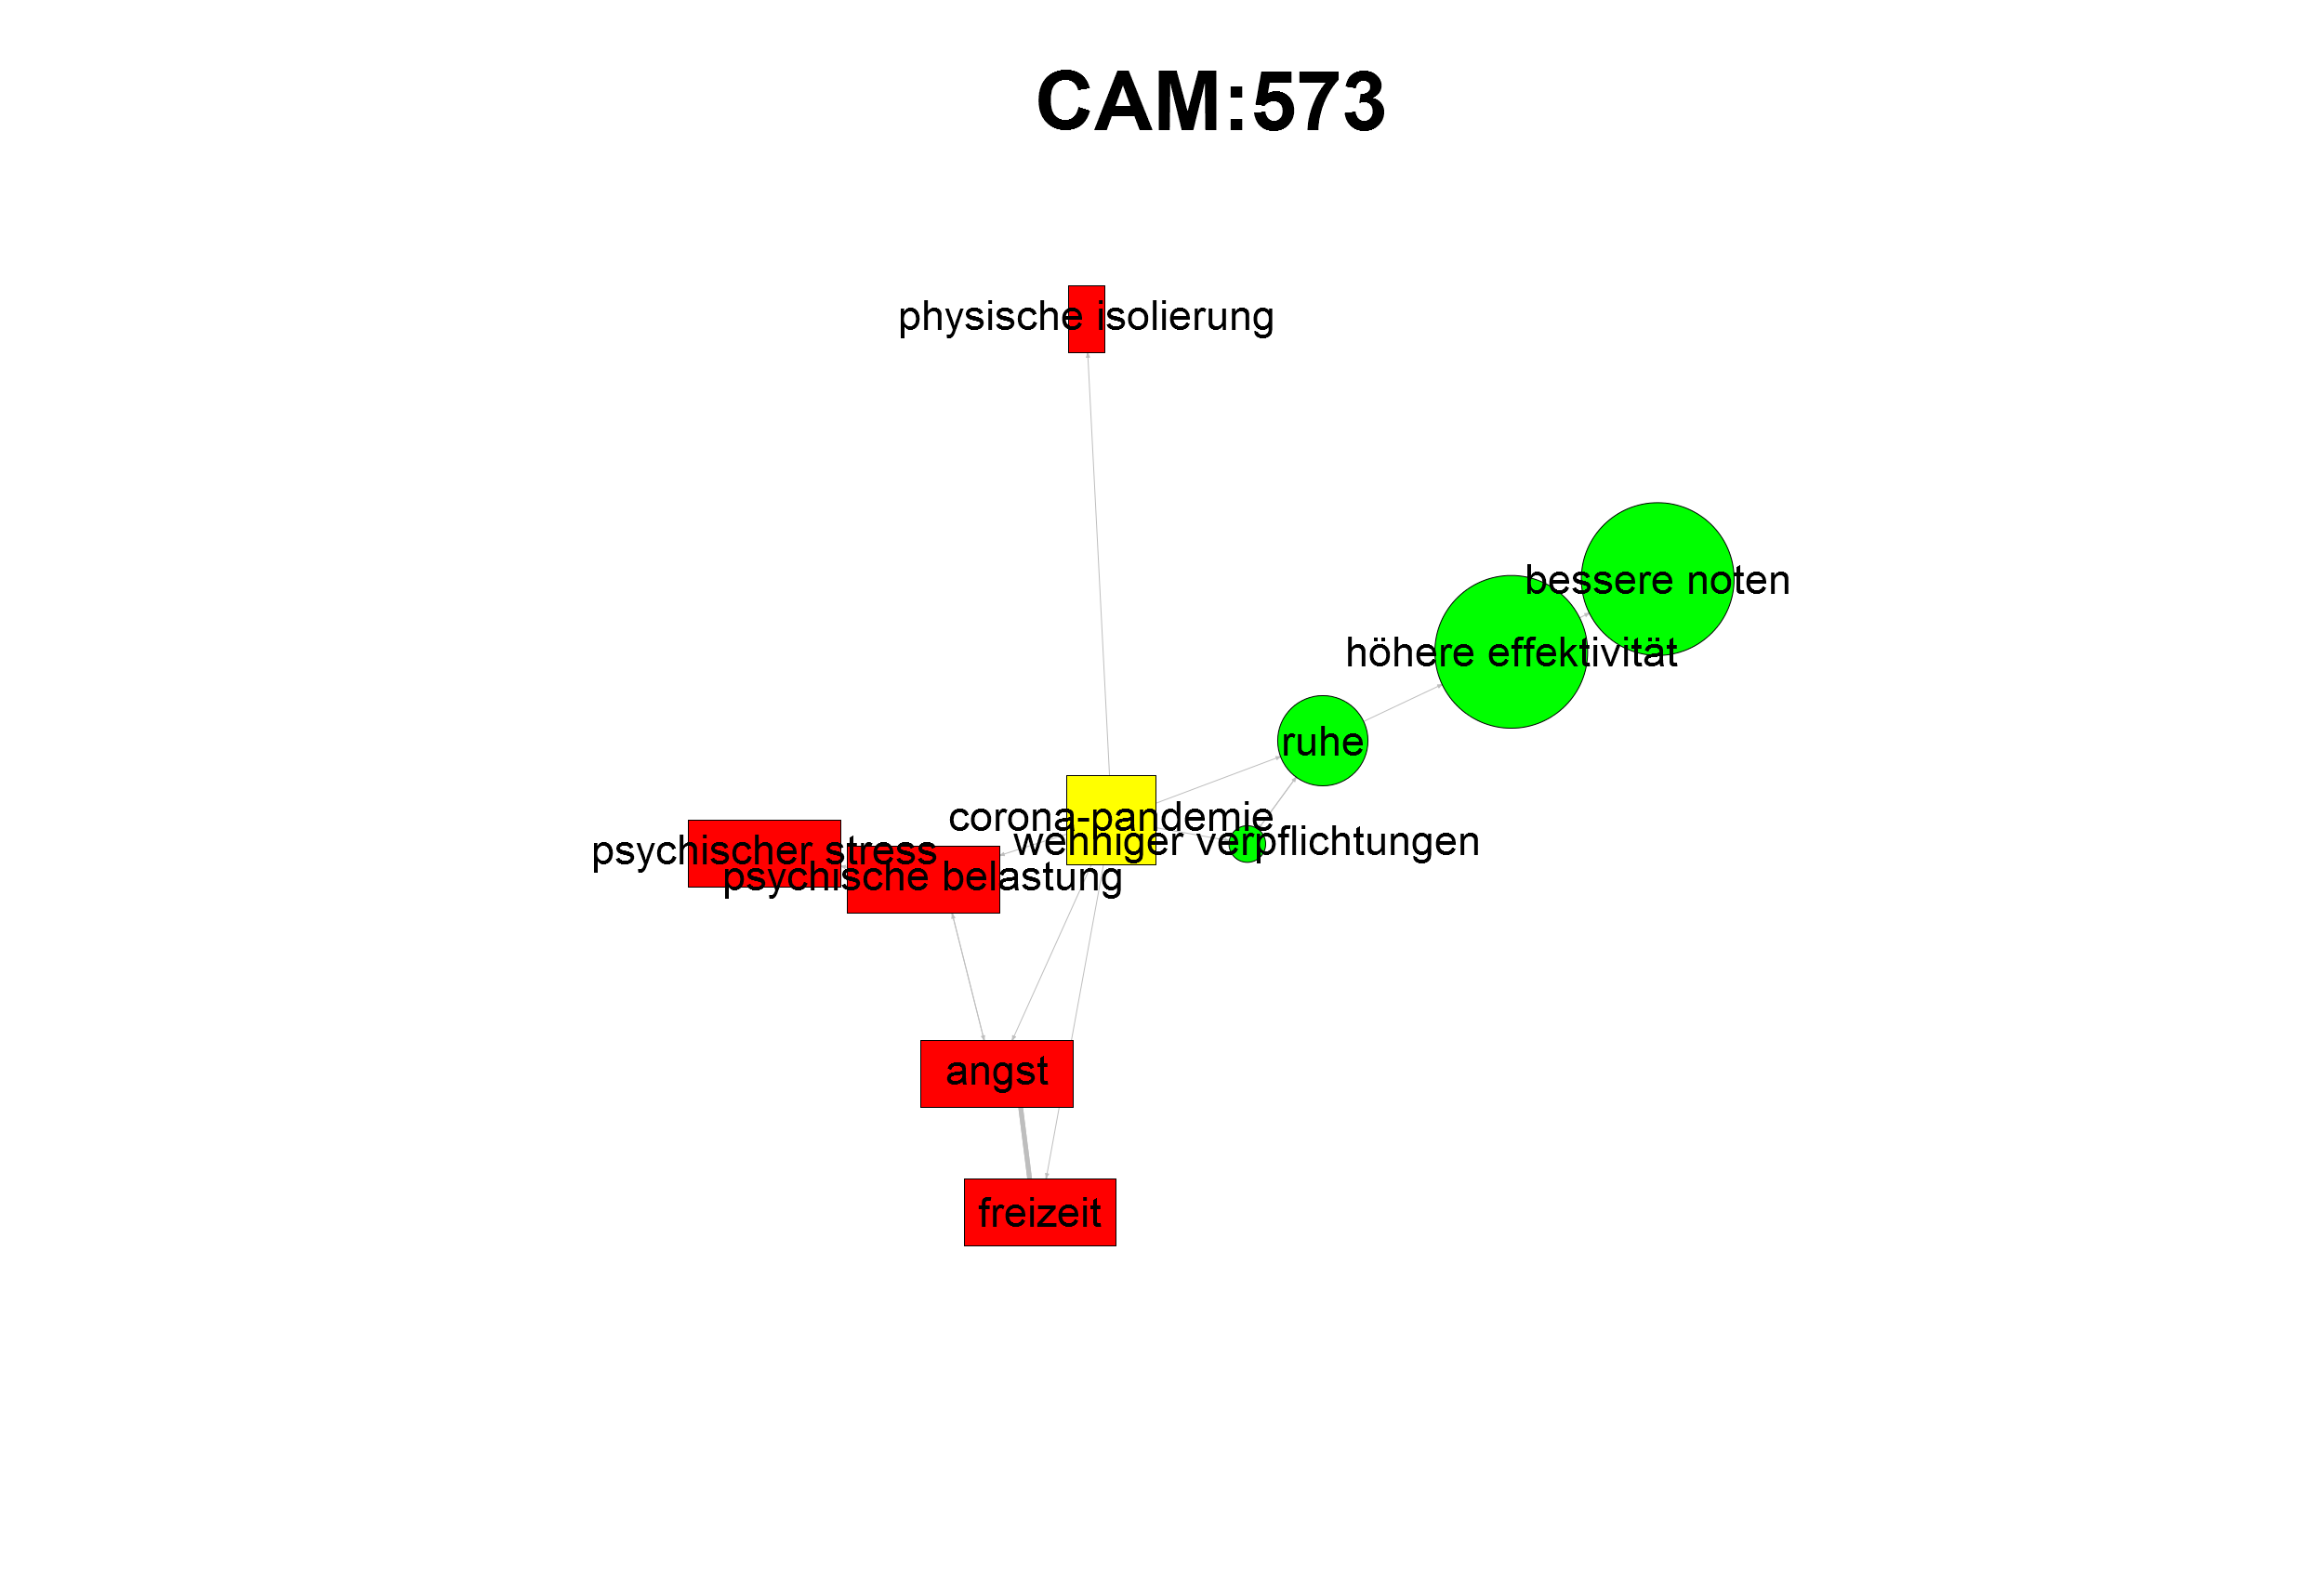 CAM:573
physische isolierung
bessere noten
höhere effektivität
ruhe
corona-pandemie
wehniger verpflichtungen
psychischer stress
psychische belastung
angst
freizeit